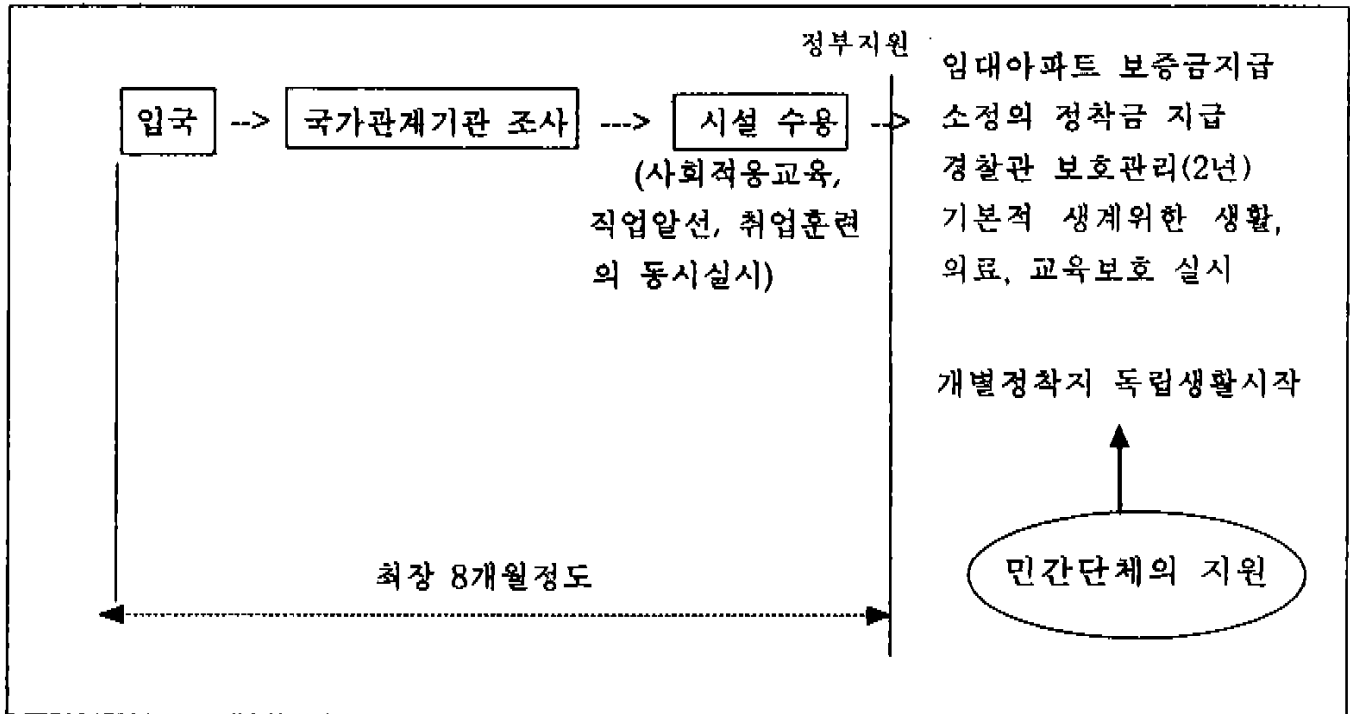 정부지원
입국 --> 국가관계기관 조사 ---> 시설 수용 -->
(사회적응교육,
직업알선, 취업훈련
의 동시실시)
임대아파트 보증금지급
소정의 정착금 지급
경찰관 보호관리(2년)
기본적 생계위한 생활,
의료, 교육보호 실시
개별정착지 독립생활시작
민간단체의 지원
최장 8개월정도